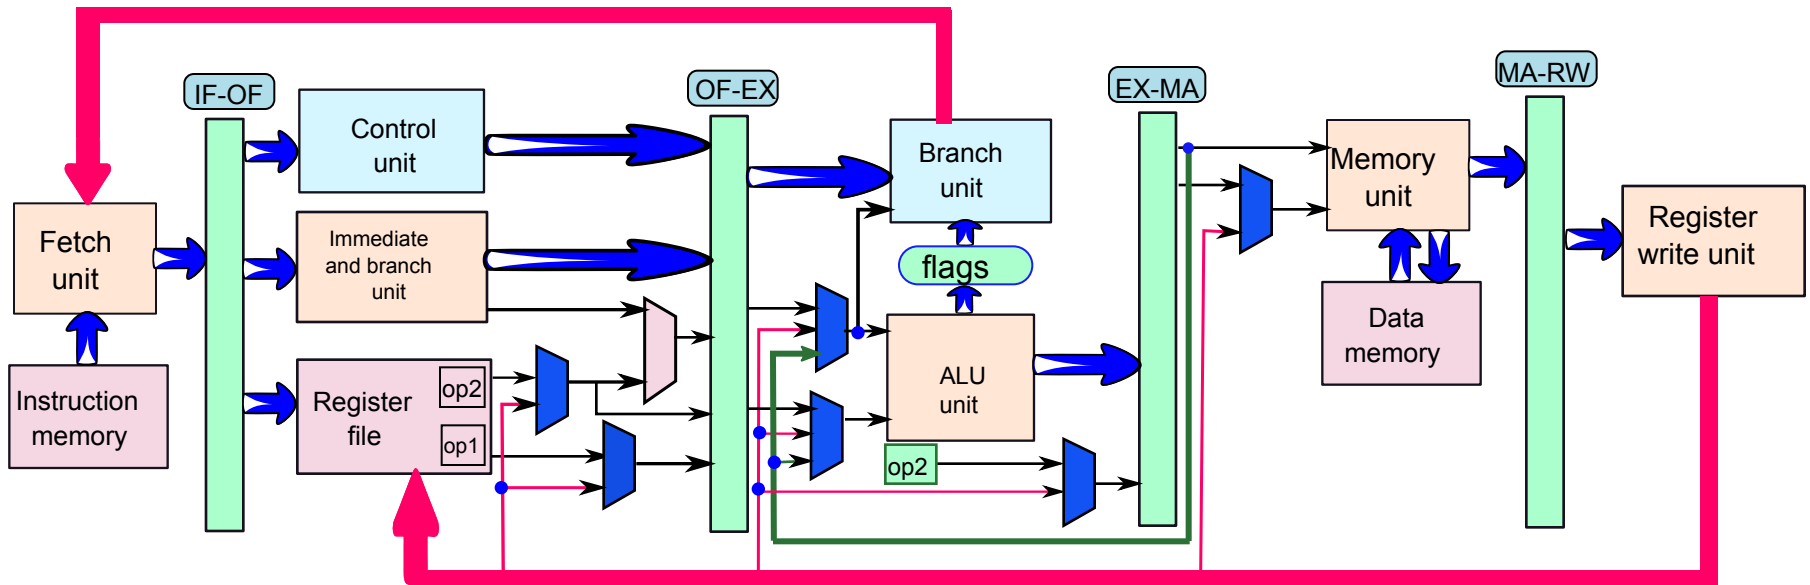 IF-OF
OF-EX
EX-MA
MA-RW
Control
unit
Branch
unit
Memory
unit
Fetch
unit
Immediate
and branch
unit
flags
Register
write unit
Data
memory
Instruction
memory
Register
file
op2
op1
ALU
unit
op2